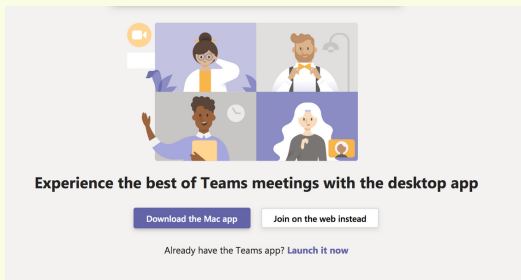 Experience the best of Teams meetings with the desktop app
Download the Mac app Join on the web instead
Already have the Teams app? Launch it now